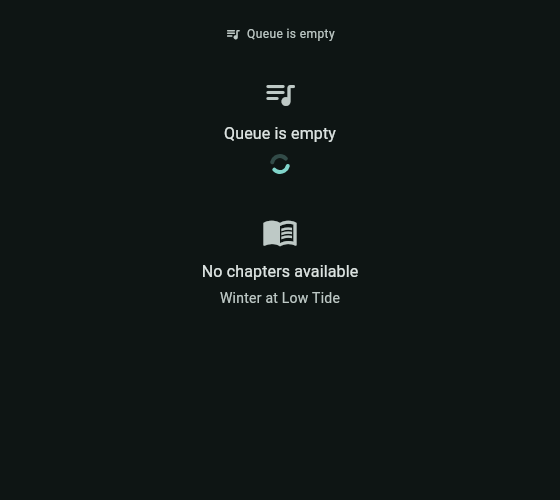 Queue is empty
Queue is empty
No chapters available
Winter at Low Tide